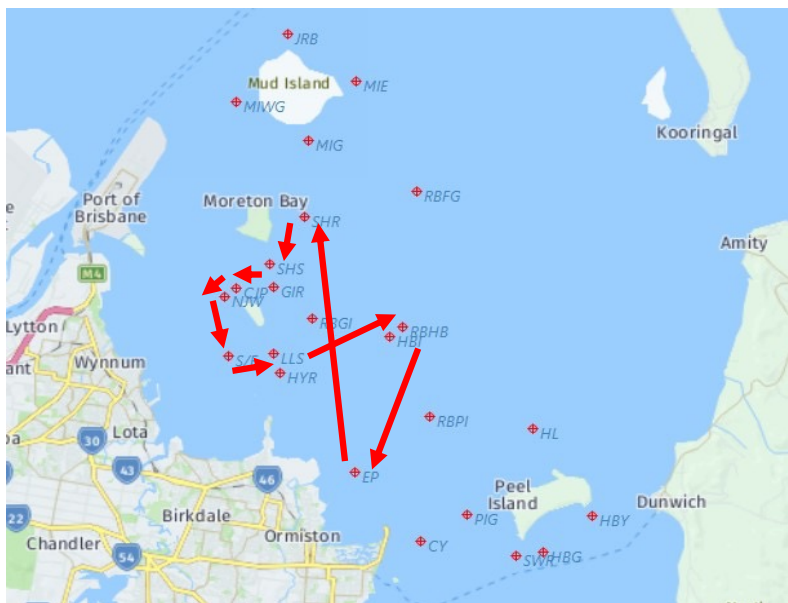 JRB
Mud Island
MIE
MIWG
MIG
Kooringal
RBFG
Port of
Brisbane
Moreton Bay
SHR
Amity
e
M4
SHS
CJP
GIR
NJW
RBGI
Lytton
RBHB
HBI
Wynnum
ant
LLS
HYR
RBPI
HL
Lota
30
ba
43
46
EP
Peel
Island
Dunwich
22
Birkdale
PIG
HBY
Ormiston
Chandler
CY
54
SWR
HBG